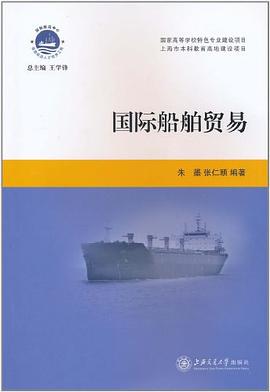 国家高等学校特色专业建设项目
上海市本科教育高地建设项目
总主编 王学锋
国际船舶贸易
朱 墨 张仁颐 编著
上海交通大学出版社